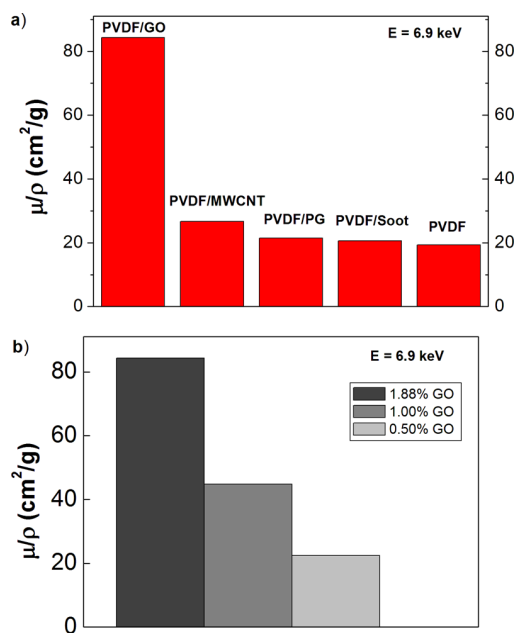 a)
PVDF/GO
E = 6.9 keV
80
80
60
60
μ/ρ (cm²/g)
40
40
PVDF/MWCNT
PVDF/PG
PVDF/Soot
PVDF
20
20
0
0
b)
E = 6.9 keV
80
1.88% GO
1.00% GO
0.50% GO
60
μ/ρ (cm²/g)
40
20
0